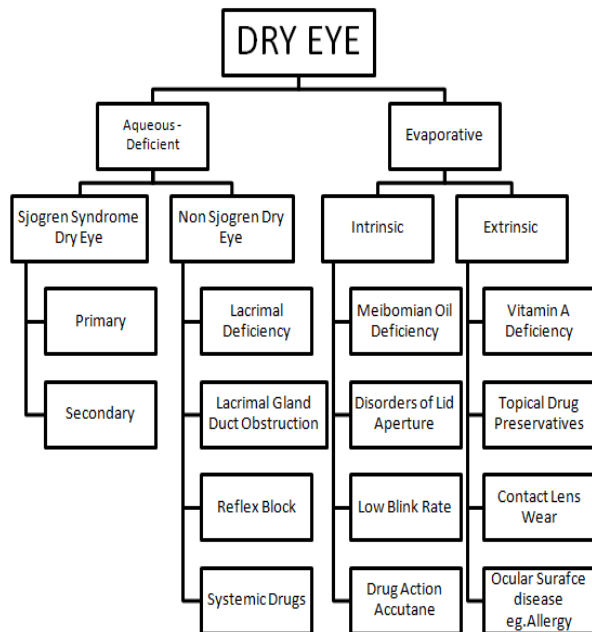 DRY EYE
Aqueous-
Deficient
Evaporative
Sjogren Syndrome
Dry Eye
Non Sjogren Dry
Eye
Intrinsic
Extrinsic
Primary
Lacrimal
Deficiency
Meibomian Oil
Deficiency
Vitamin A
Deficiency
Secondary
Lacrimal Gland
Duct Obstruction
Disorders of Lid
Aperture
Topical Drug
Preservatives
Reflex Block
Low Blink Rate
Contact Lens
Wear
Systemic Drugs
Drug Action
Accutane
Ocular Surafce
disease
eg.Allergy